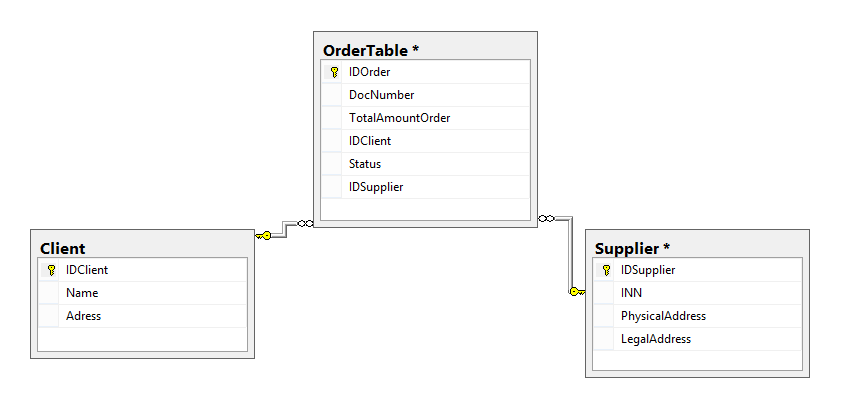 OrderTable *
IDOrder
DocNumber
TotalAmountOrder
IDClient
Status
IDSupplier
Client
IDClient
Name
Adress
Supplier *
IDSupplier
INN
PhysicalAddress
LegalAddress